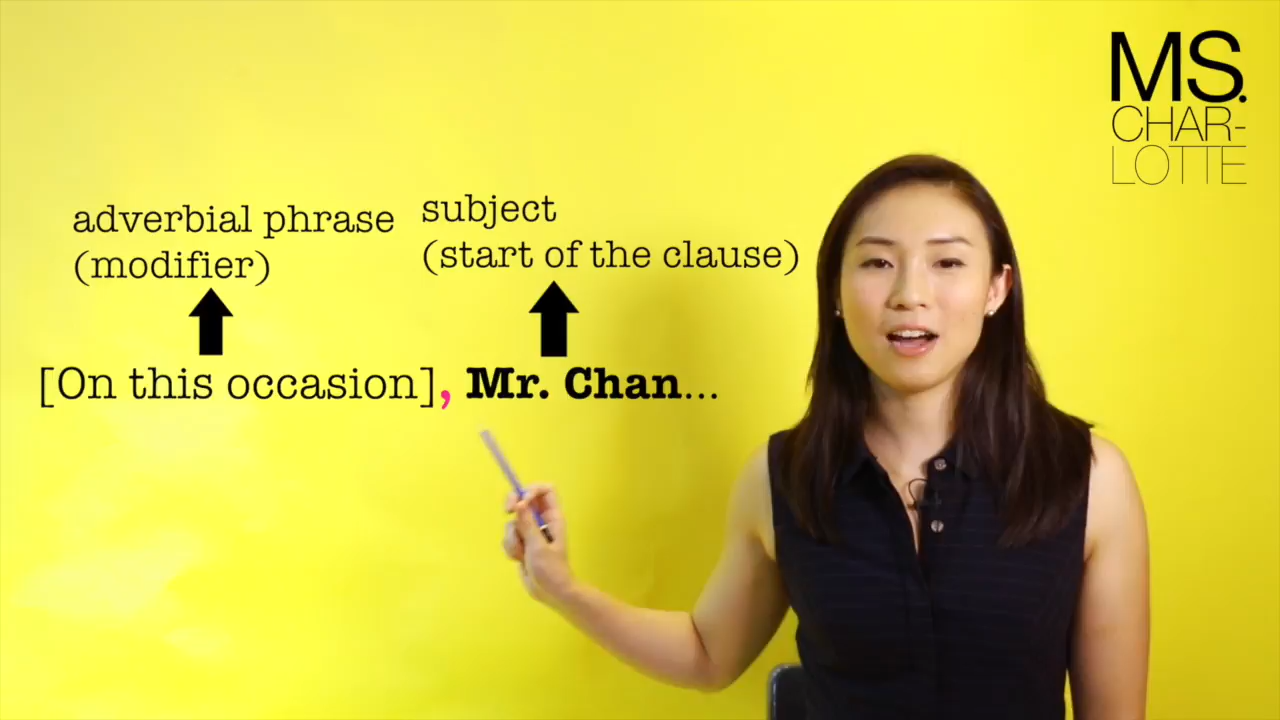 MS.
CHAR-
LOTTE
adverbial phrase
(modifier)
subject
(start of the clause)
[On this occasion], Mr. Chan...